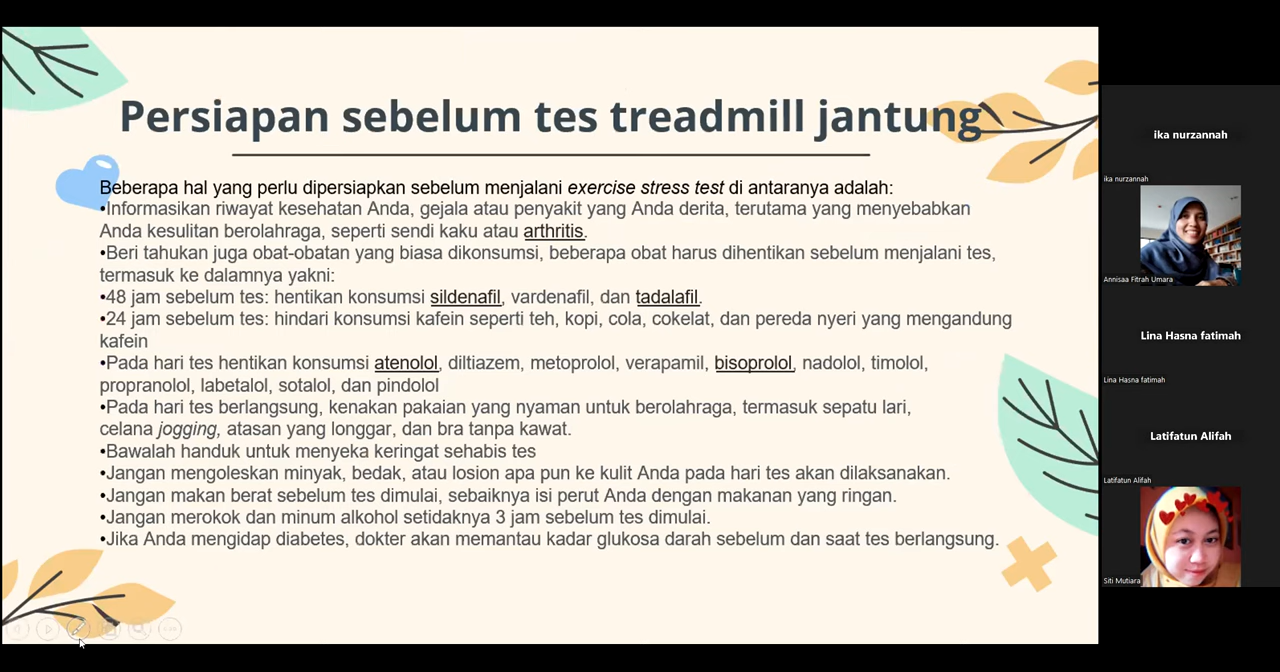 Persiapan sebelum tes treadmill jantung
Beberapa hal yang perlu dipersiapkan sebelum menjalani exercise stress test di antaranya adalah:
•Informasikan riwayat kesehatan Anda, gejala atau penyakit yang Anda derita, terutama yang menyebabkan
Anda kesulitan berolahraga, seperti sendi kaku atau arthritis.
•Beri tahukan juga obat-obatan yang biasa dikonsumsi, beberapa obat harus dihentikan sebelum menjalani tes,
termasuk ke dalamnya yakni:
•48 jam sebelum tes: hentikan konsumsi sildenafil, vardenafil, dan tadalafil.
•24 jam sebelum tes: hindari konsumsi kafein seperti teh, kopi, cola, cokelat, dan pereda nyeri yang mengandung
kafein
•Pada hari tes hentikan konsumsi atenolol, diltiazem, metoprolol, verapamil, bisoprolol, nadolol, timolol,
propranolol, labetalol, sotalol, dan pindolol
•Pada hari tes berlangsung, kenakan pakaian yang nyaman untuk berolahraga, termasuk sepatu lari,
celana jogging, atasan yang longgar, dan bra tanpa kawat.
•Bawalah handuk untuk menyeka keringat sehabis tes
•Jangan mengoleskan minyak, bedak, atau losion apa pun ke kulit Anda pada hari tes akan dilaksanakan.
•Jangan makan berat sebelum tes dimulai, sebaiknya isi perut Anda dengan makanan yang ringan.
•Jangan merokok dan minum alkohol setidaknya 3 jam sebelum tes dimulai.
•Jika Anda mengidap diabetes, dokter akan memantau kadar glukosa darah sebelum dan saat tes berlangsung.
ika nurzannah
ika nurzannah
Annisaa Fitrah Umara
Lina Hasna fatimah
Lina Hasna fatimah
Latifatun Alifah
Latifatun Alifah
Siti Mutiara